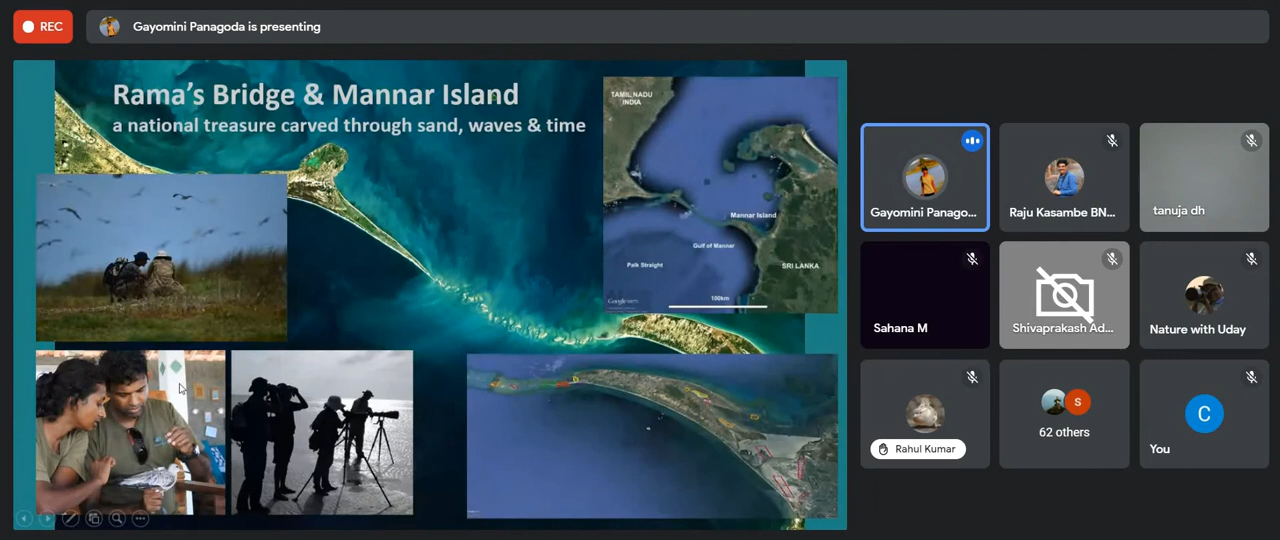 REC
Gayomini Panagoda is presenting
Rama's Bridge & Mannar Island
a national treasure carved through sand, waves & time
TAMIL NADU
INDIA
Mannar Island
Gulf of Mannar
Palk Straight
SRI LANKA
Google
100km
Gayomini Panago...
Raju Kasambe BN...
tanuja dh
Sahana M
Shivaprakash Ad...
Nature with Uday
Rahul Kumar
S
62 others
C
You